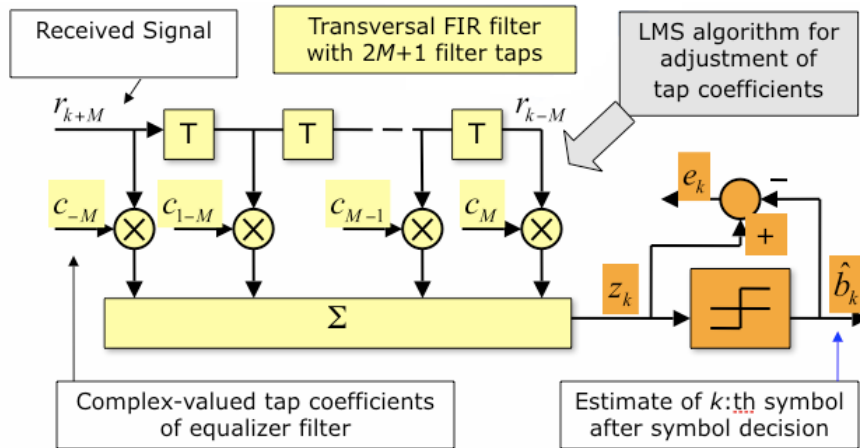 Received Signal
Transversal FIR filter
with 2M+1 filter taps
LMS algorithm for
adjustment of
tap coefficients
r_{k+M}
T
T
T
r_{k-M}
c_{-M}
c_{1-M}
c_{M-1}
c_{M}
e_k
−
+
z_k
b̂_k
Σ
Complex-valued tap coefficients
of equalizer filter
Estimate of k:th symbol
after symbol decision